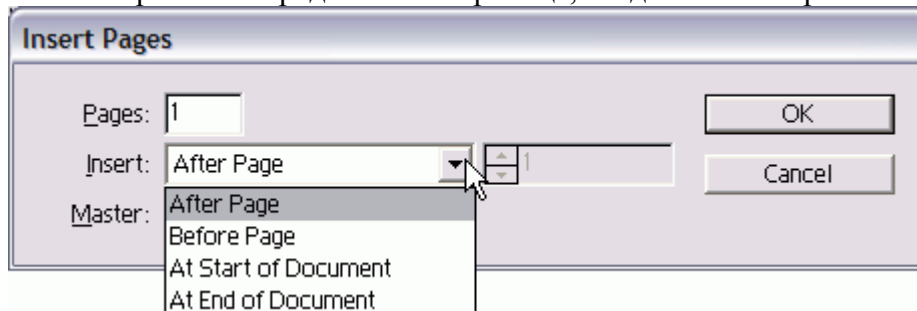 Insert Pages
Pages: 1
OK
Insert: After Page 1
Cancel
Master:
After Page
Before Page
At Start of Document
At End of Document